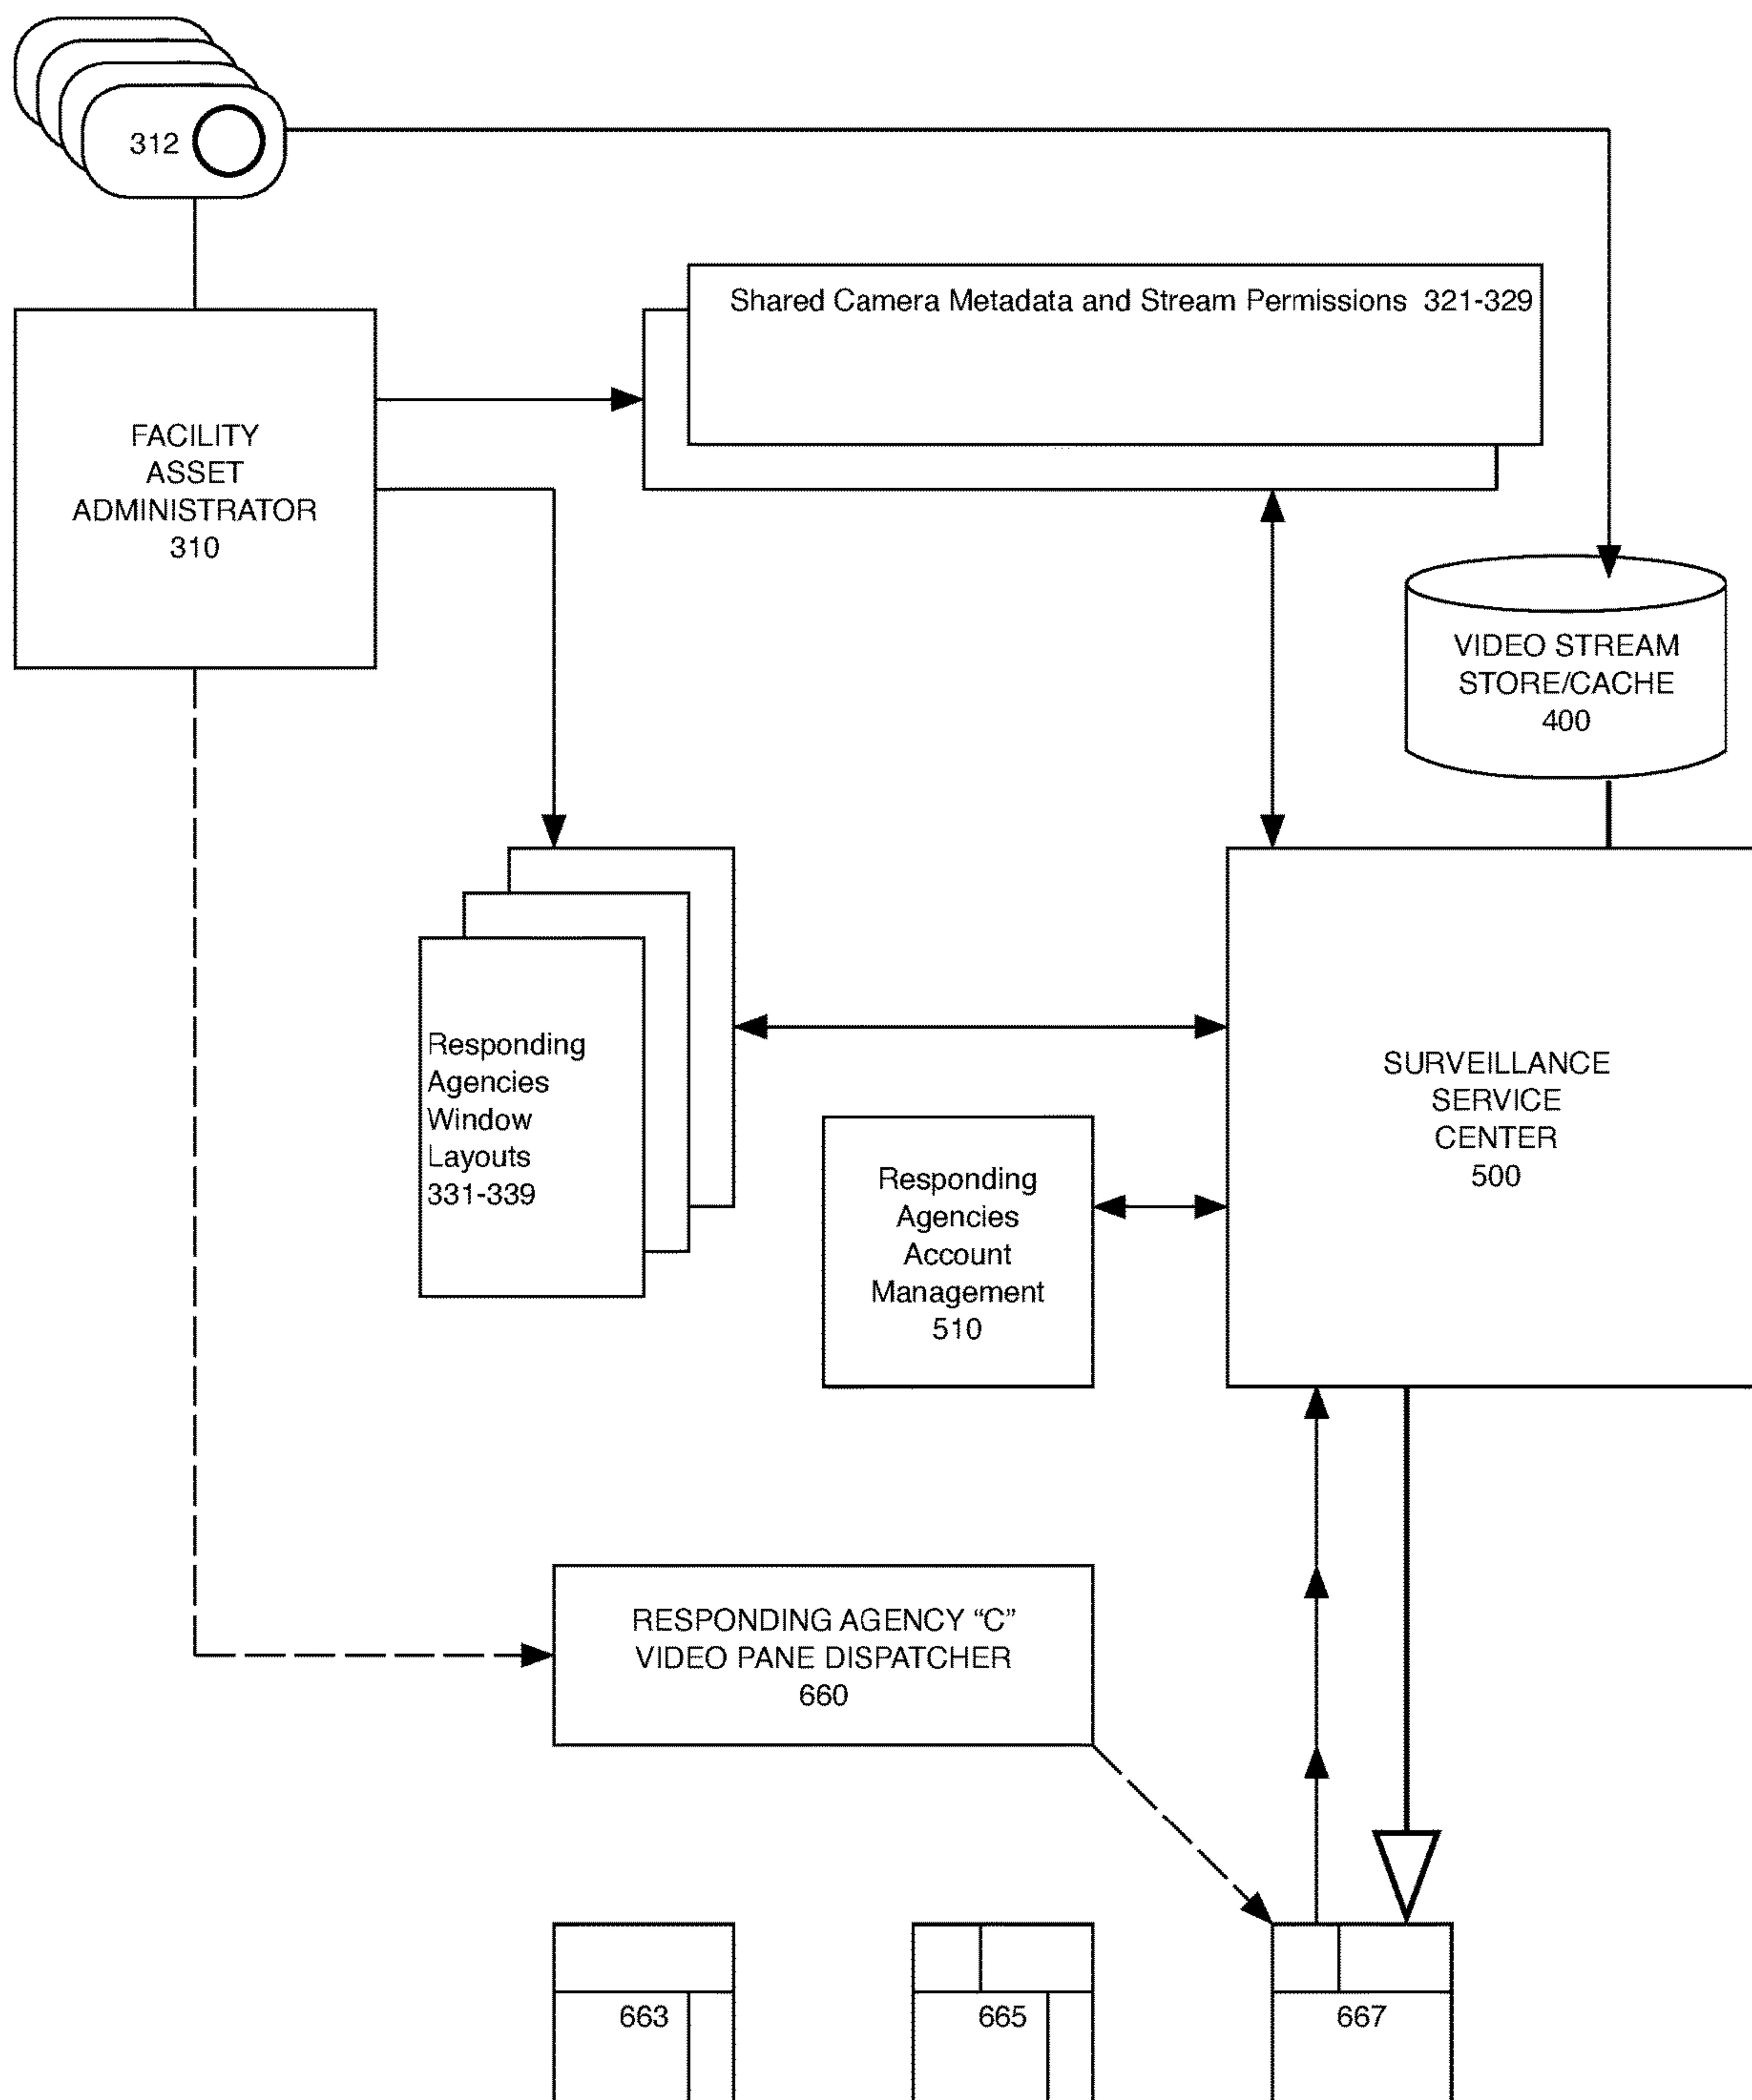 312
Shared Camera Metadata and Stream Permissions 321-329
FACILITY
ASSET
ADMINISTRATOR
310
VIDEO STREAM
STORE/CACHE
400
Responding
Agencies
Window
Layouts
331-339
SURVEILLANCE
SERVICE
CENTER
500
Responding
Agencies
Account
Management
510
RESPONDING AGENCY “C”
VIDEO PANE DISPATCHER
660
663
665
667